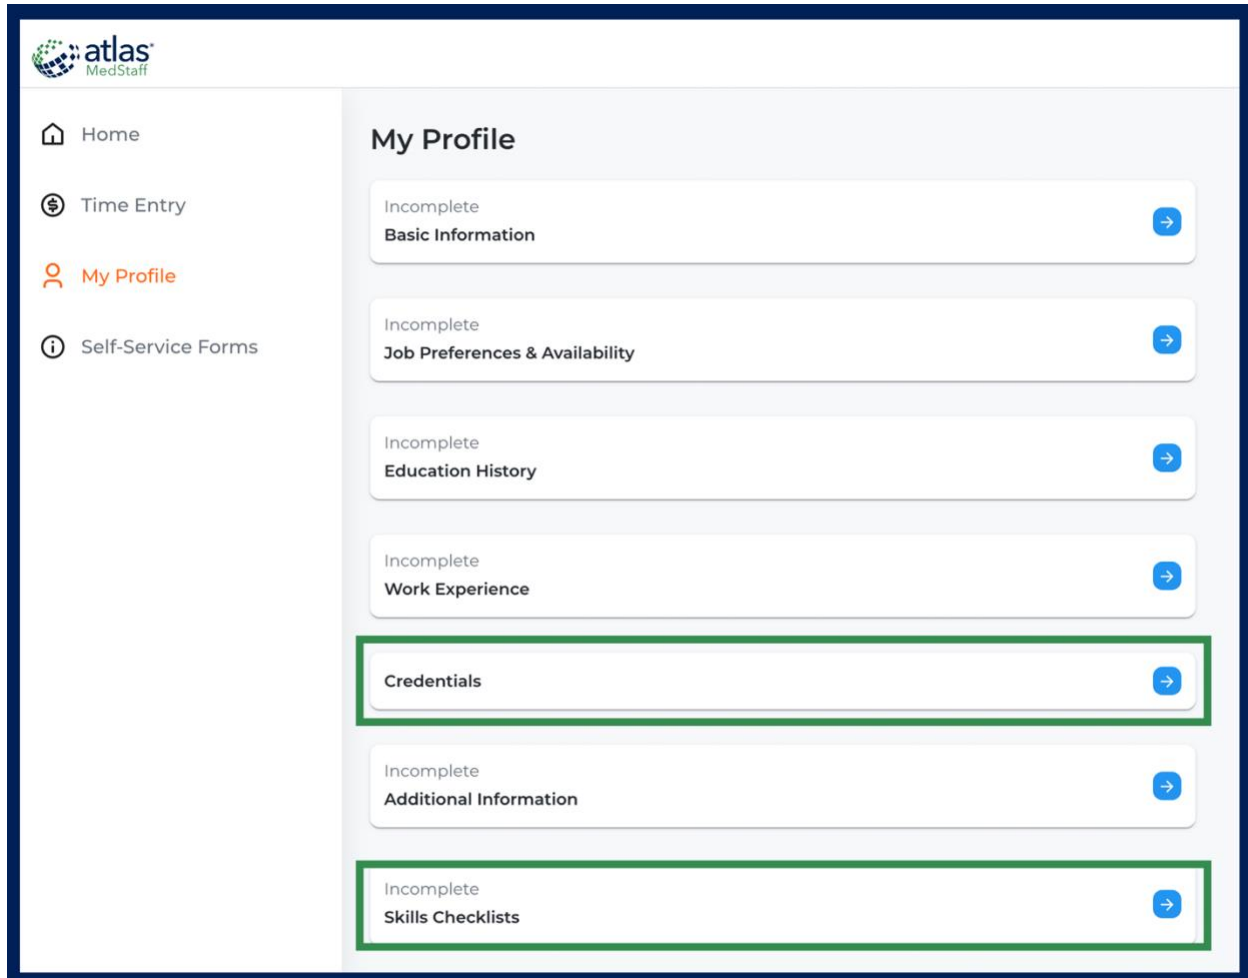 atlas®
MedStaff
Home
Time Entry
My Profile
Self-Service Forms
My Profile
Incomplete
Basic Information
Incomplete
Job Preferences & Availability
Incomplete
Education History
Incomplete
Work Experience
Credentials
Incomplete
Additional Information
Incomplete
Skills Checklists